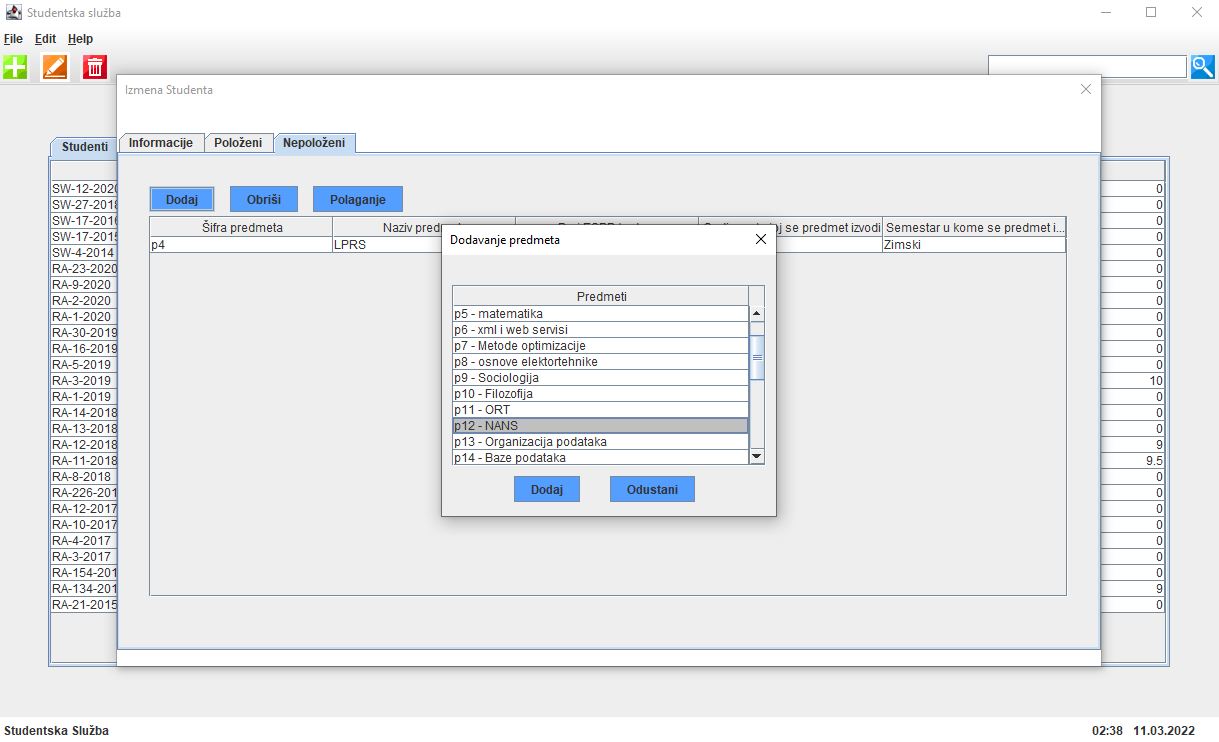 Studentska služba
File Edit Help
Izmena Studenta
Informacije Položeni Nepoloženi
Studenti
Dodaj Obriši Polaganje
Šifra predmeta Naziv se predmet izvodi Semestar u kome se predmet i...
p4 LPRS Zimski
Dodavanje predmeta
Predmeti
p5 - matematika
p6 - xml i web servisi
p7 - Metode optimizacije
p8 - osnove elektortehnike
p9 - Sociologija
p10 - Filozofija
p11 - ORT
p12 - NANS
p13 - Organizacija podataka
p14 - Baze podataka
Dodaj Odustani
SW-12-2020 0
SW-27-2018 0
SW-17-2016 0
SW-17-2015 0
SW-4-2014 0
RA-23-2020 0
RA-9-2020 0
RA-2-2020 0
RA-1-2020 0
RA-30-2019 0
RA-16-2019 0
RA-5-2019 0
RA-3-2019 10
RA-1-2019 0
RA-14-2018 0
RA-13-2018 0
RA-12-2018 9
RA-11-2018 9.5
RA-8-2018 0
RA-226-201 0
RA-12-2017 0
RA-10-2017 0
RA-4-2017 0
RA-3-2017 0
RA-154-201 0
RA-134-201 9
RA-21-2015 0
Studentska Služba 02:38 11.03.2022